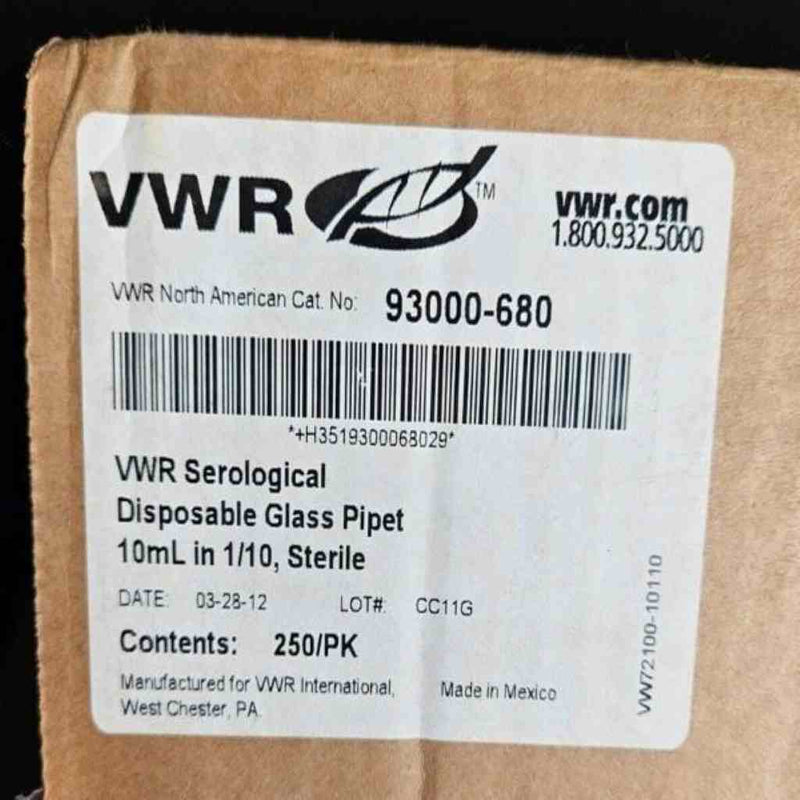 VWR TM
vwr.com
1.800.932.5000
VWR North American Cat. No: 93000-680
*+H3519300068029*
VWR Serological
Disposable Glass Pipet
10mL in 1/10, Sterile
DATE: 03-28-12 LOT#: CC11G
Contents: 250/PK
Manufactured for VWR International, Made in Mexico
West Chester, PA.
VW72100-10110